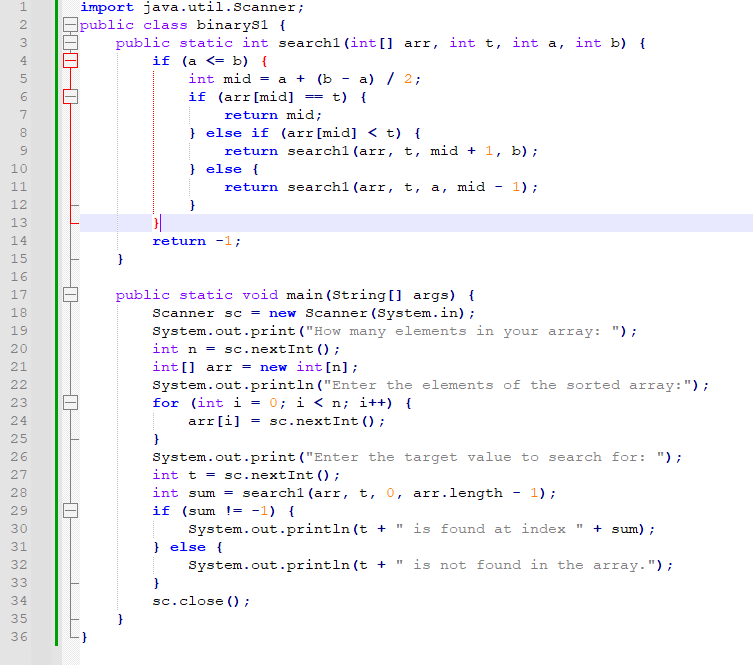 1 import java.util.Scanner;
2 public class binaryS1 {
3     public static int search1(int[] arr, int t, int a, int b) {
4         if (a <= b) {
5             int mid = a + (b - a) / 2;
6             if (arr[mid] == t) {
7                 return mid;
8             } else if (arr[mid] < t) {
9                 return search1(arr, t, mid + 1, b);
10             } else {
11                 return search1(arr, t, a, mid - 1);
12             }
13         }
14         return -1;
15     }
16
17     public static void main(String[] args) {
18         Scanner sc = new Scanner(System.in);
19         System.out.print("How many elements in your array: ");
20         int n = sc.nextInt();
21         int[] arr = new int[n];
22         System.out.println("Enter the elements of the sorted array:");
23         for (int i = 0; i < n; i++) {
24             arr[i] = sc.nextInt();
25         }
26         System.out.print("Enter the target value to search for: ");
27         int t = sc.nextInt();
28         int sum = search1(arr, t, 0, arr.length - 1);
29         if (sum != -1) {
30             System.out.println(t + " is found at index " + sum);
31         } else {
32             System.out.println(t + " is not found in the array.");
33         }
34         sc.close();
35     }
36 }